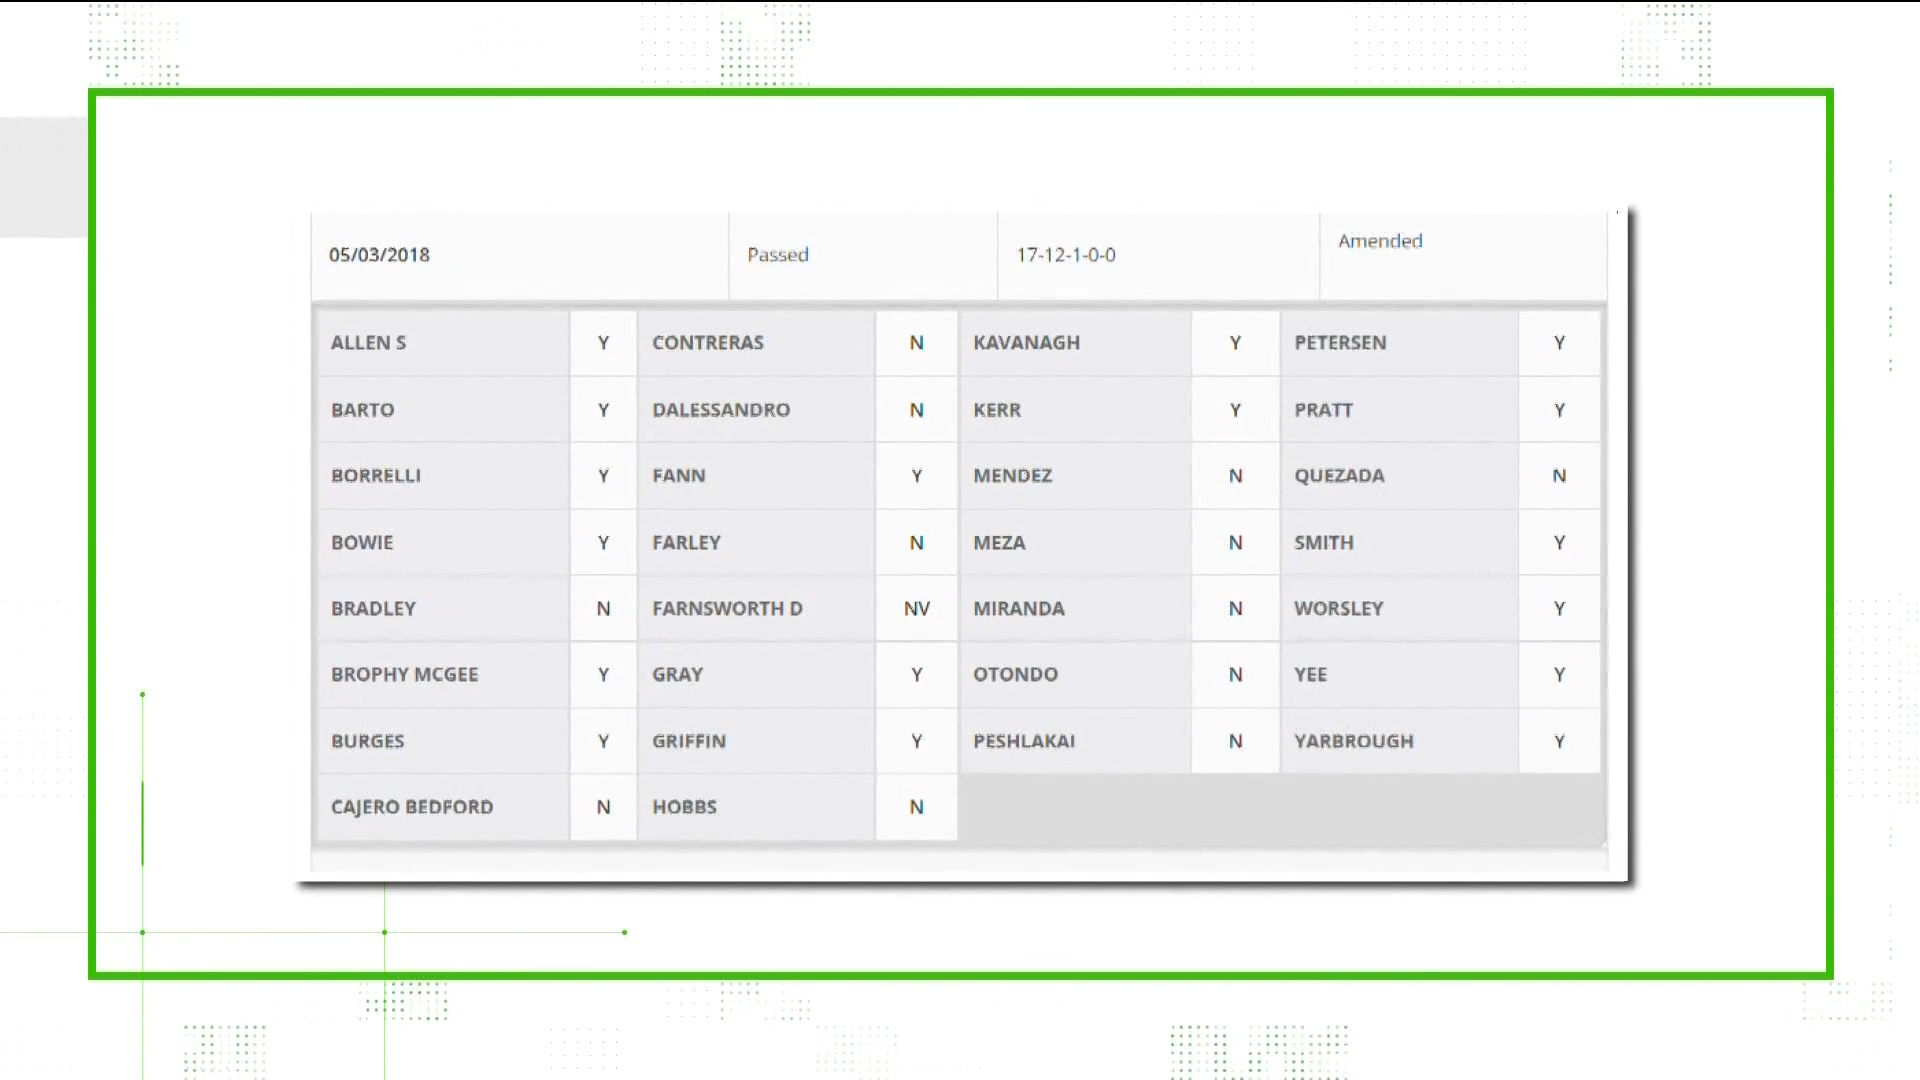 05/03/2018 Passed 17-12-1-0-0 Amended
ALLEN S Y CONTRERAS N KAVANAGH Y PETERSEN Y
BARTO Y DALESSANDRO N KERR Y PRATT Y
BORRELLI Y FANN Y MENDEZ N QUEZADA N
BOWIE Y FARLEY N MEZA N SMITH Y
BRADLEY N FARNSWORTH D NV MIRANDA N WORSLEY Y
BROPHY MCGEE Y GRAY Y OTONDO N YEE Y
BURGES Y GRIFFIN Y PESHLAKAI N YARBROUGH Y
CAJERO BEDFORD N HOBBS N